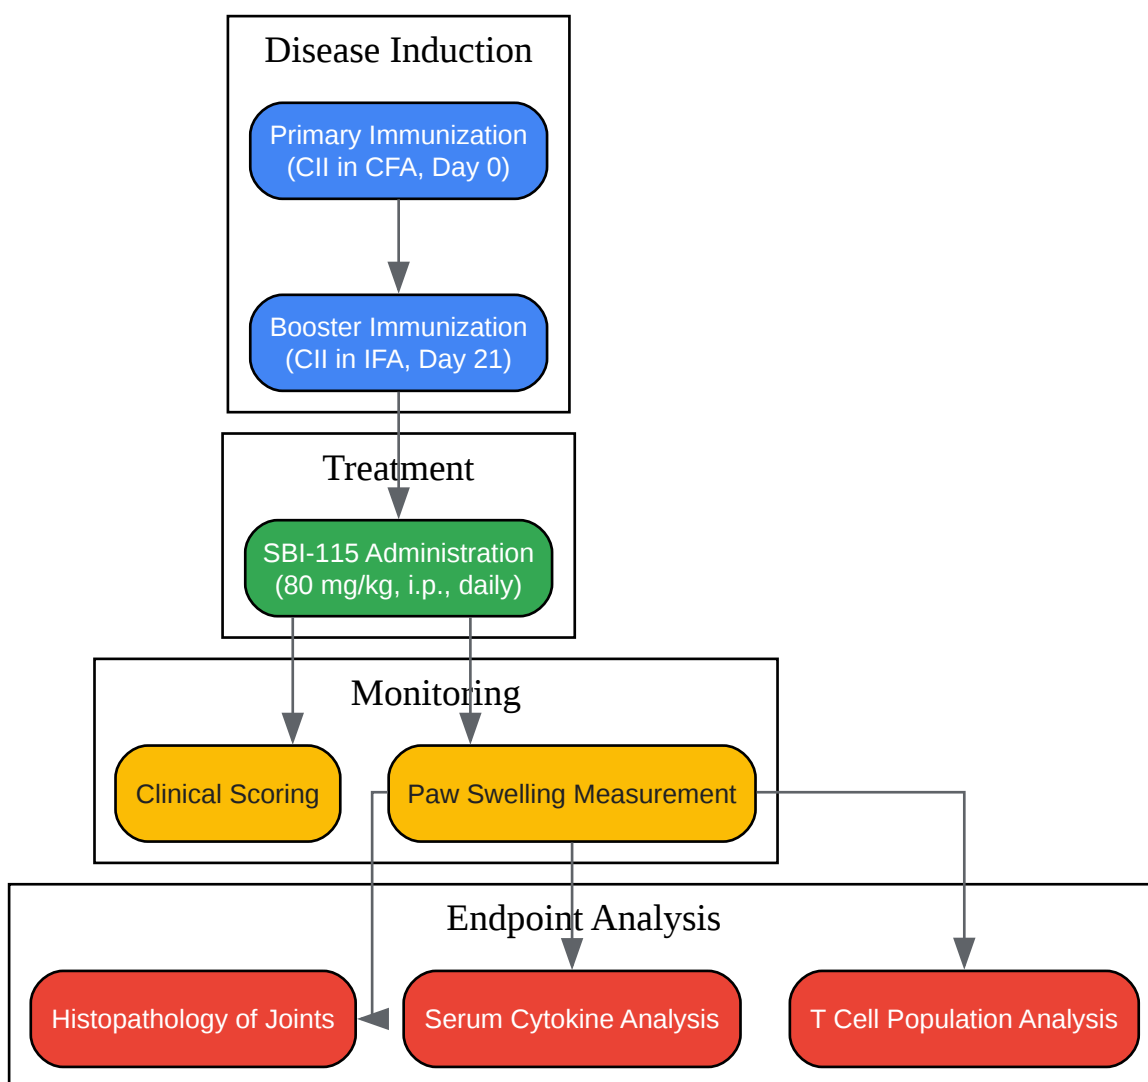 Disease Induction
Primary Immunization
(CII in CFA, Day 0)
Booster Immunization
(CII in IFA, Day 21)
Treatment
SBI-115 Administration
(80 mg/kg, i.p., daily)
Monitoring
Clinical Scoring
Paw Swelling Measurement
Endpoint Analysis
Histopathology of Joints
Serum Cytokine Analysis
T Cell Population Analysis